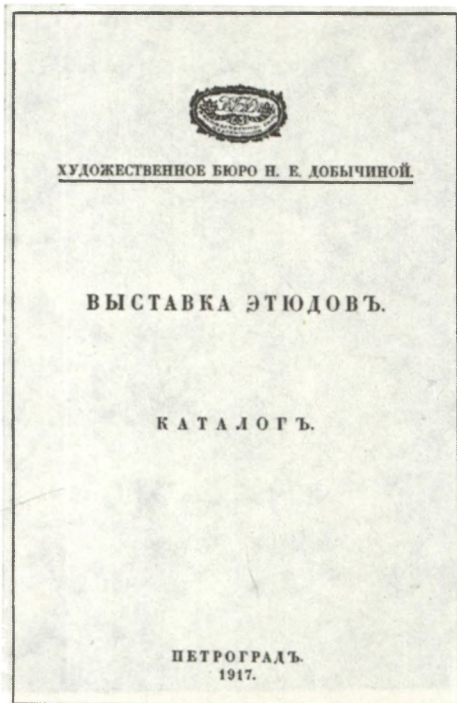 ХУДОЖЕСТВЕННОЕ БЮРО Н. Е. ДОБЫЧИНОЙ.
ВЫСТАВКА ЭТЮДОВЪ.
КАТАЛОГЪ.
ПЕТРОГРАДЪ.
1917.